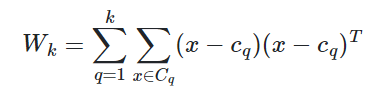 $$W_k = \sum_{q=1}^{k} \sum_{x \in C_q} (x - c_q)(x - c_q)^T$$